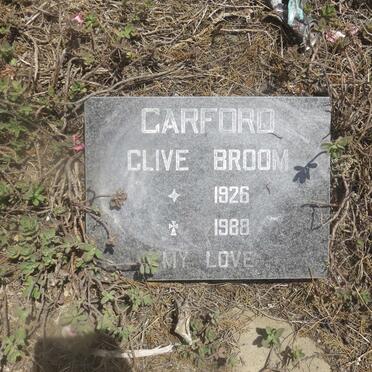 CARFORD
CLIVE BROOM
✦ 1926
✠ 1988
MY LOVE